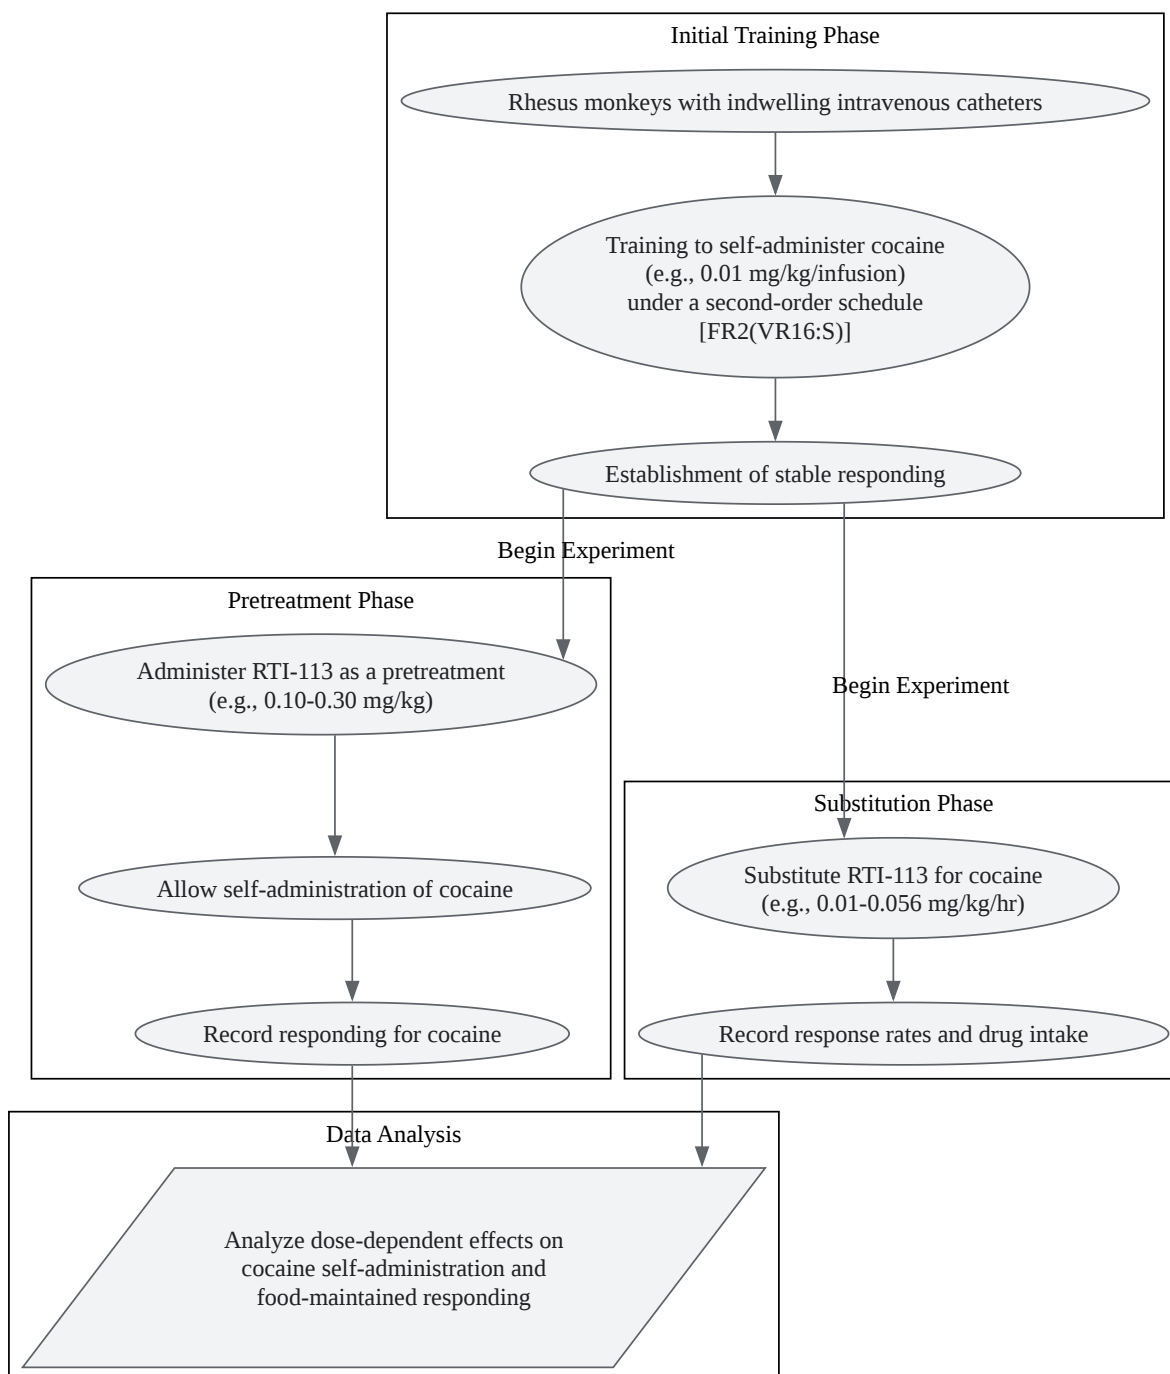 Initial Training Phase
Rhesus monkeys with indwelling intravenous catheters
Training to self-administer cocaine
(e.g., 0.01 mg/kg/infusion)
under a second-order schedule
[FR2(VR16:S)]
Establishment of stable responding
Begin Experiment
Pretreatment Phase
Administer RTI-113 as a pretreatment
(e.g., 0.10-0.30 mg/kg)
Begin Experiment
Allow self-administration of cocaine
Record responding for cocaine
Substitution Phase
Substitute RTI-113 for cocaine
(e.g., 0.01-0.056 mg/kg/hr)
Record response rates and drug intake
Data Analysis
Analyze dose-dependent effects on
cocaine self-administration and
food-maintained responding